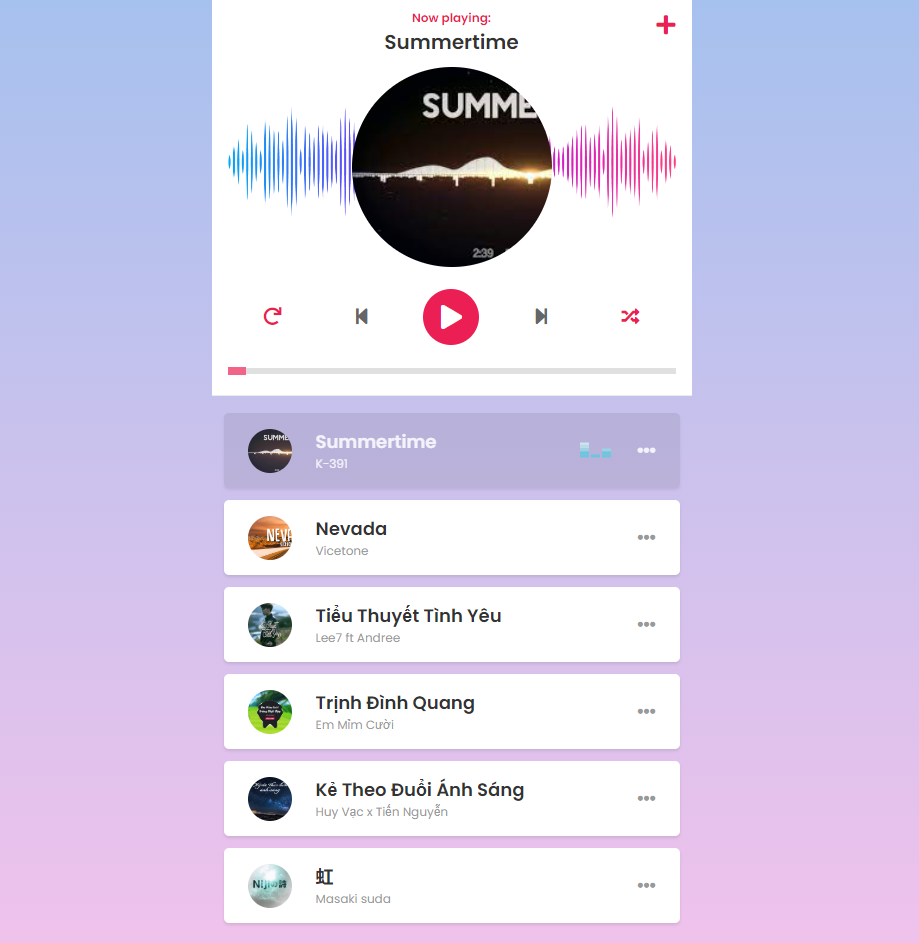 Now playing:
Summertime
SUMME
2:39
Summertime
K-391
Nevada
Vicetone
Tiểu Thuyết Tình Yêu
Lee7 ft Andree
Trịnh Đình Quang
Em Mỉm Cười
Kẻ Theo Đuổi Ánh Sáng
Huy Vạc x Tiến Nguyễn
虹
Masaki suda